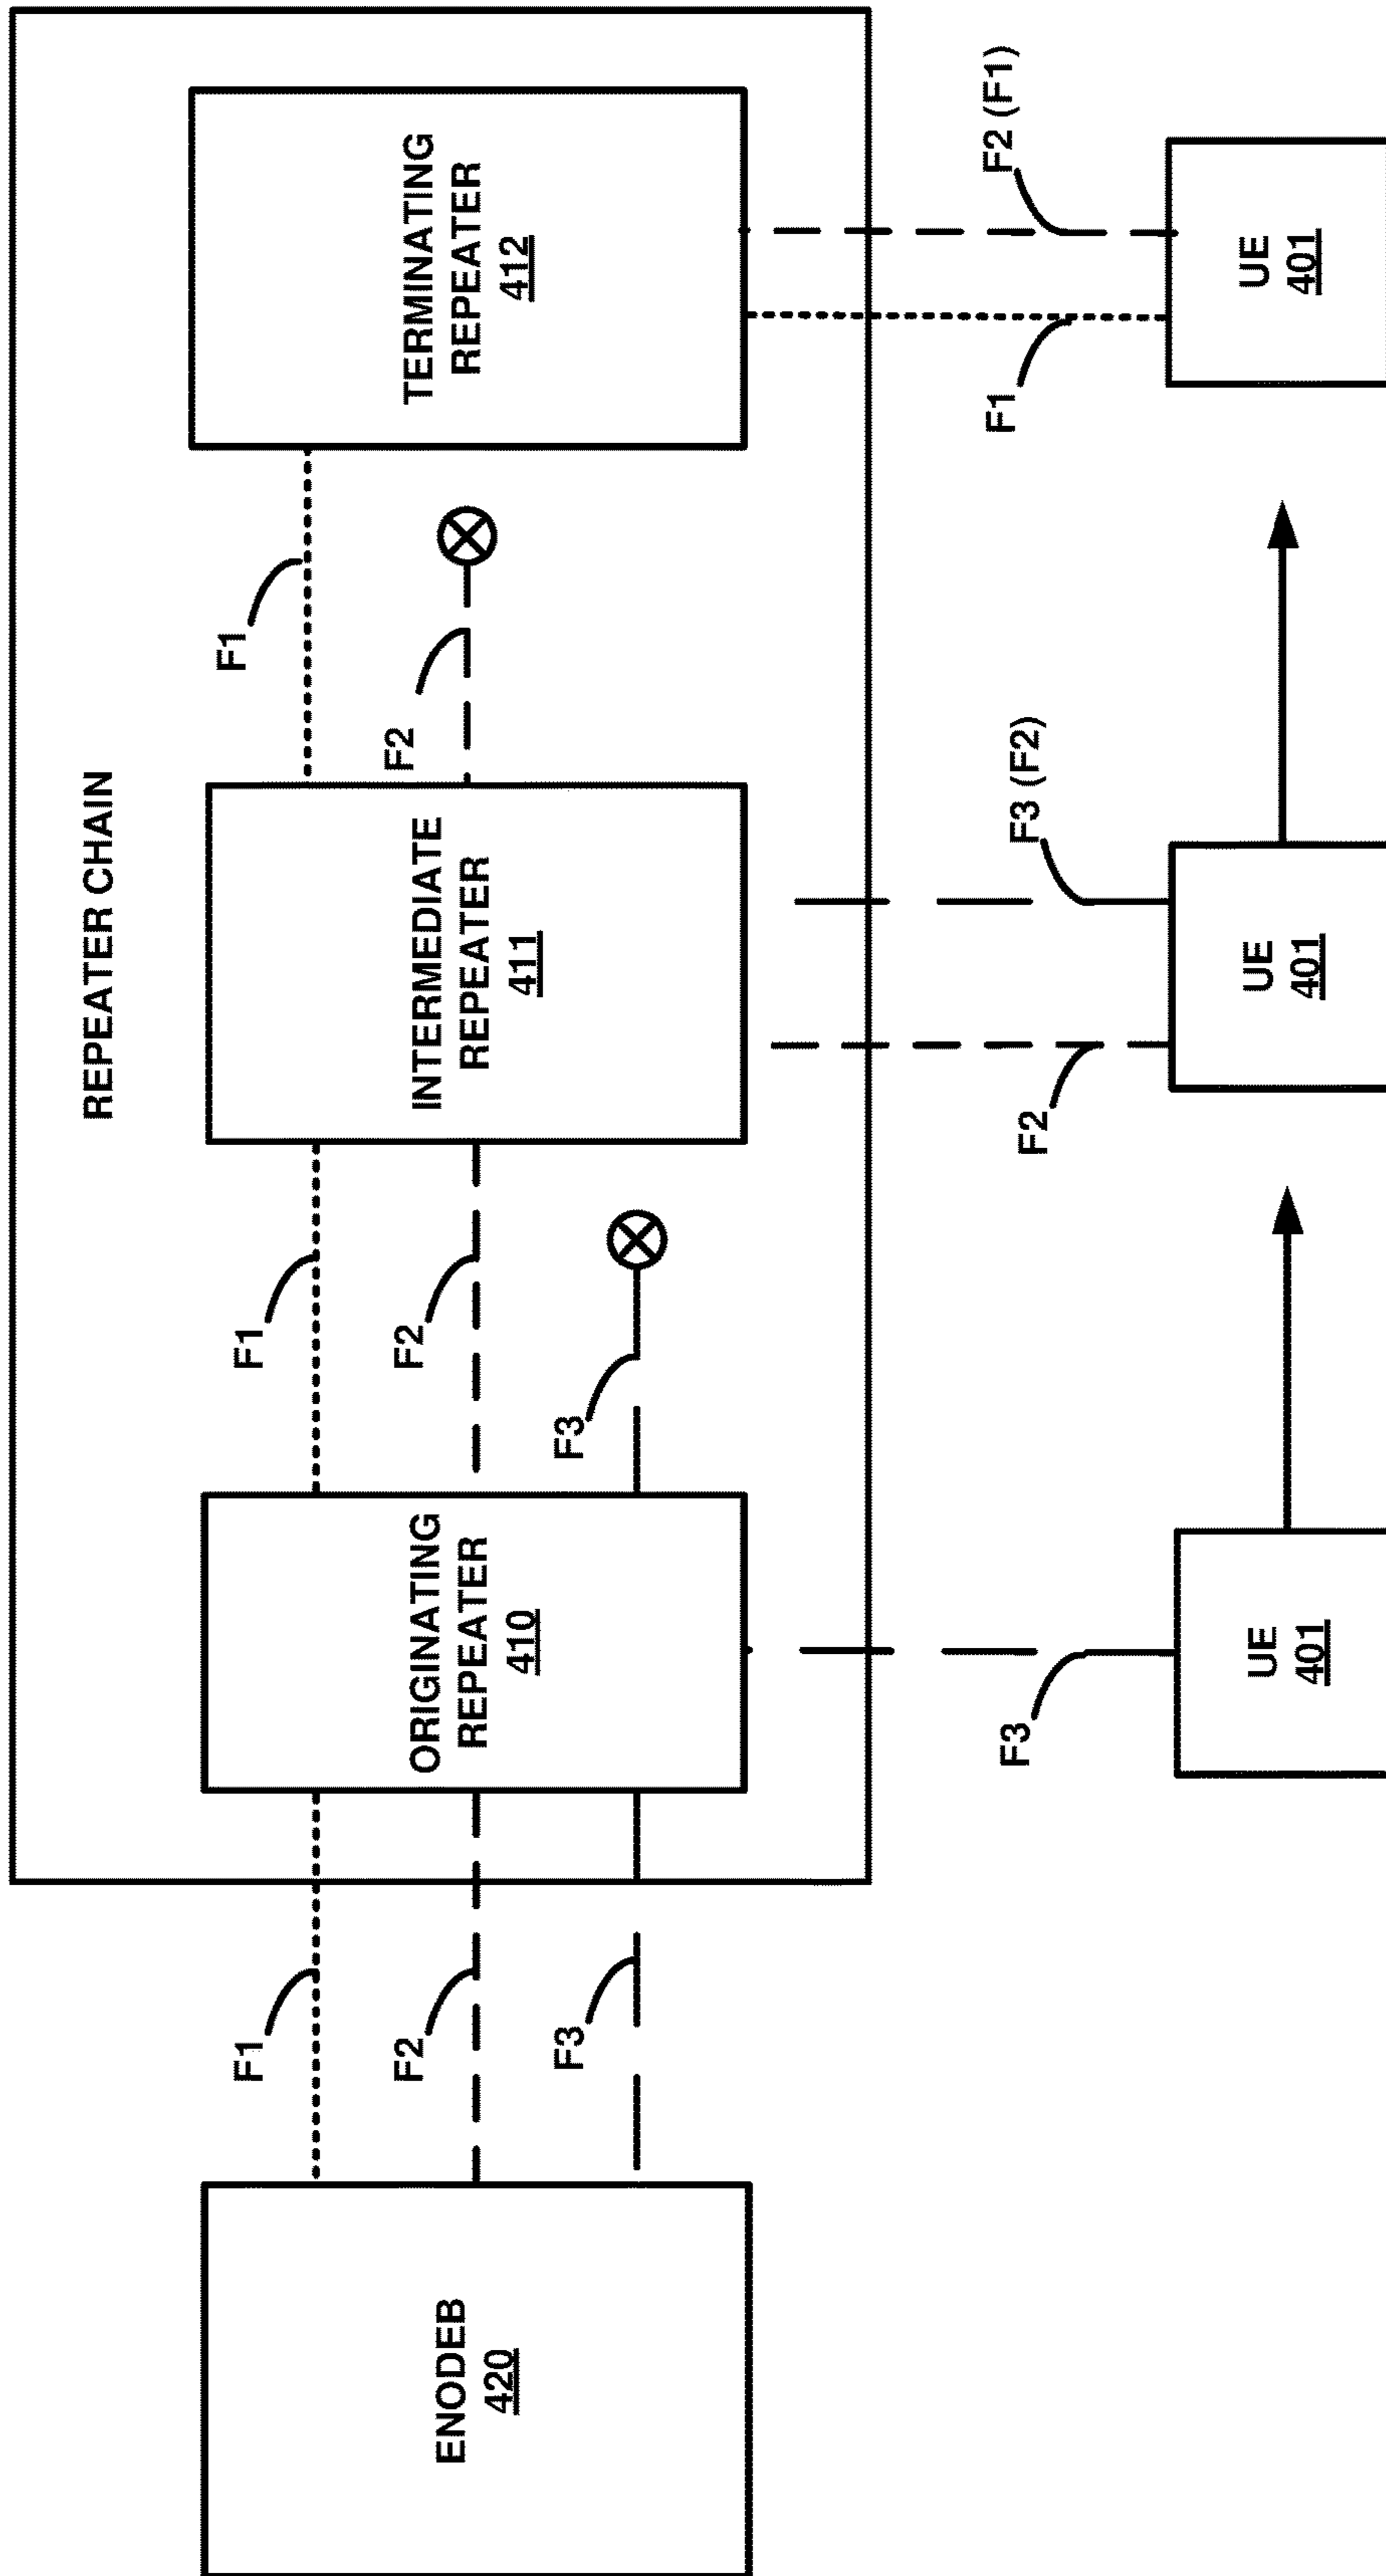 REPEATER CHAIN
ENODEB
420
F1
F2
F3
ORIGINATING
REPEATER
410
F1
F2
F3
INTERMEDIATE
REPEATER
411
F1
F2
TERMINATING
REPEATER
412
F3
UE
401
F2
F3 (F2)
UE
401
F1
F2 (F1)
UE
401